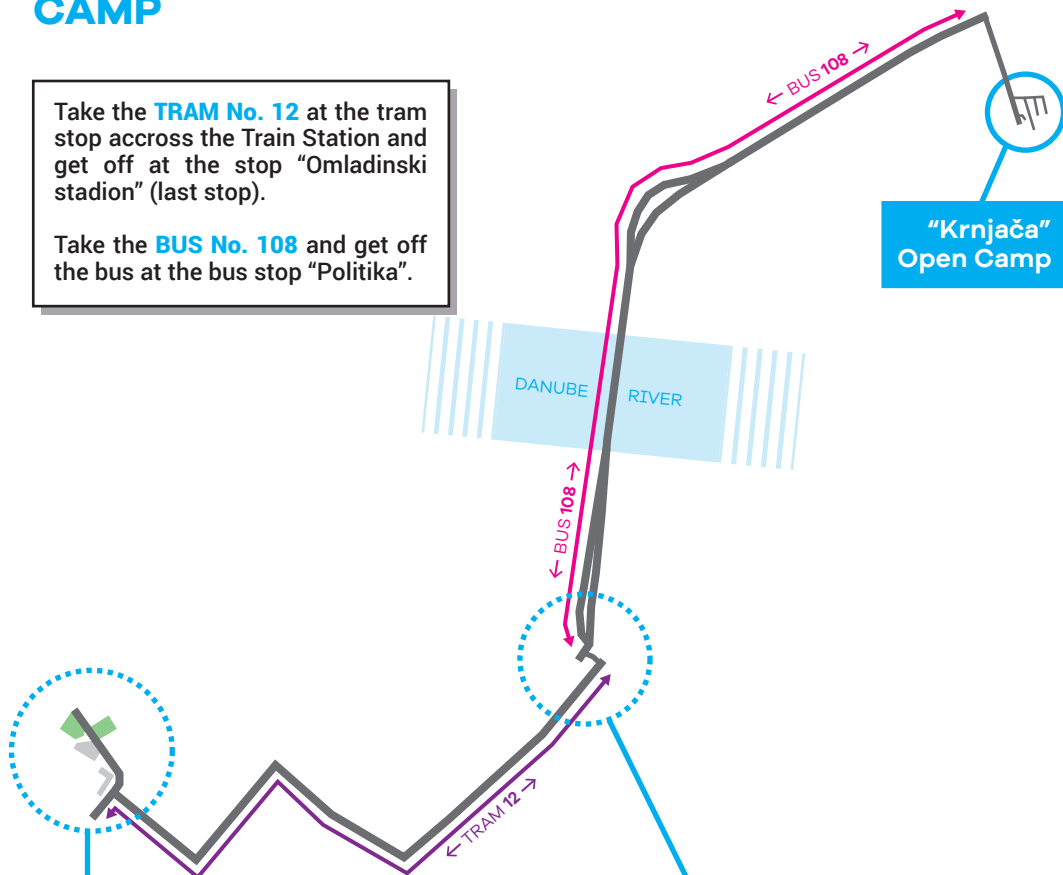 CAMP
Take the TRAM No. 12 at the tram
stop accross the Train Station and
get off at the stop “Omladinski
stadion” (last stop).
Take the BUS No. 108 and get off
the bus at the bus stop “Politika”.
← BUS 108 →
“Krnjača”
Open Camp
DANUBE RIVER
← BUS 108 →
← TRAM 12 →